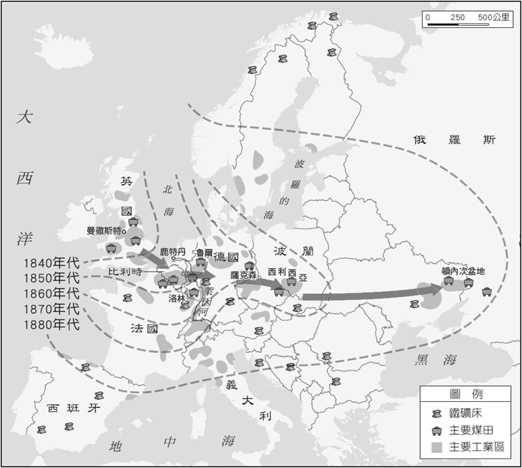 0 250 500公里
大西洋
俄羅斯
波羅的海
北海
英國
曼徹斯特
鹿特丹
魯爾
德國
波蘭
薩克森
西利西亞
頓內次盆地
比利時
萊因河
洛林
1840年代
1850年代
1860年代
1870年代
1880年代
法國
黑海
義大利
西班牙
地中海
圖例
鐵礦床
主要煤田
主要工業區